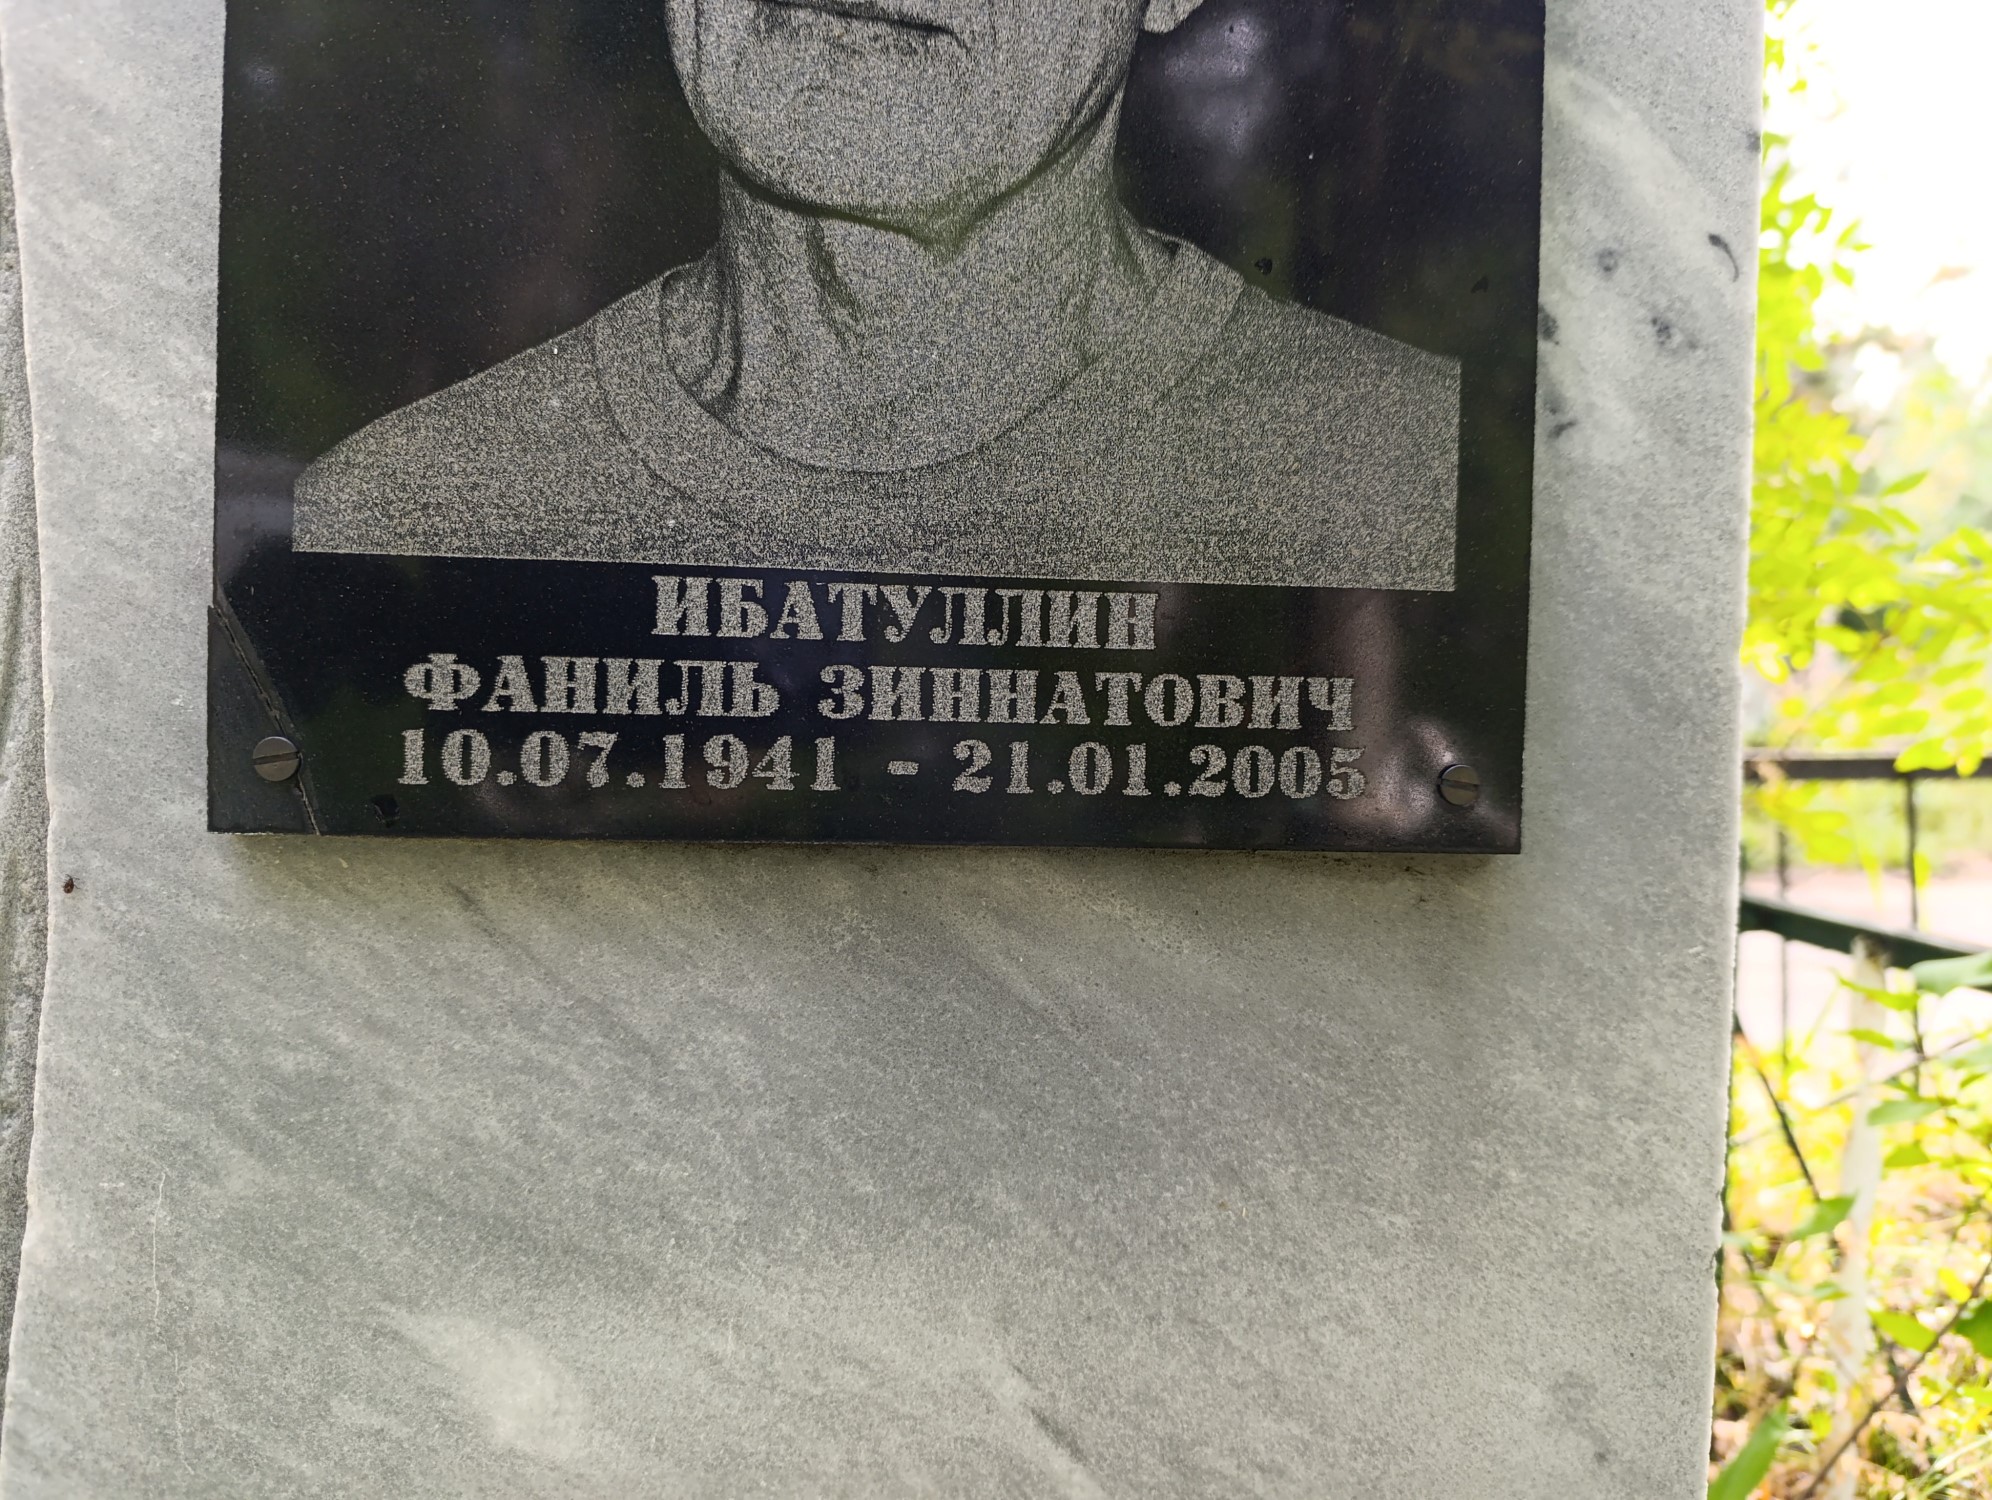 ИБАТУЛЛИН
ФАНИЛЬ ЗИННАТОВИЧ
10.07.1941 - 21.01.2005